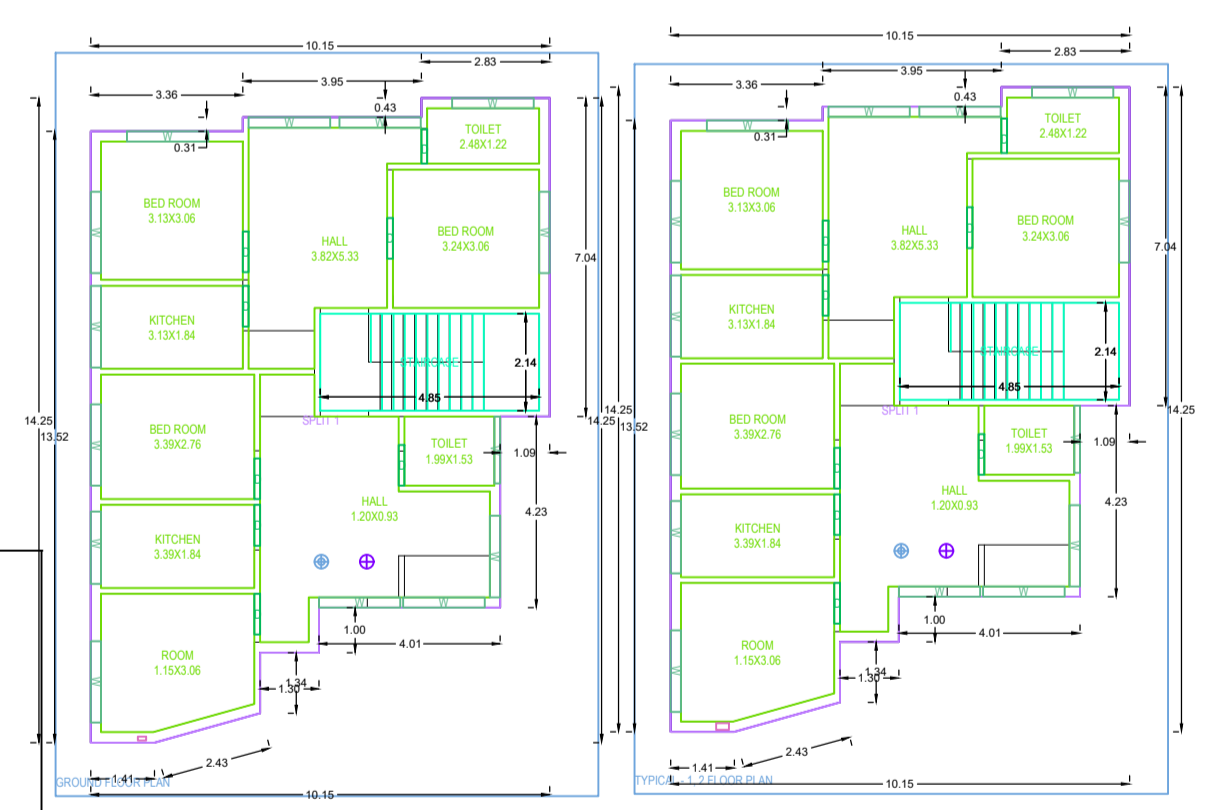 10.15
2.83
3.95
3.36
0.43
W
W
W
W
0.31
TOILET
2.48X1.22
BED ROOM
3.13X3.06
HALL
3.82X5.33
BED ROOM
3.24X3.06
W
W
7.04
KITCHEN
3.13X1.84
W
STAIRCASE
2.14
4.85
SPLIT 1
14.25
13.52
14.25
BED ROOM
3.39X2.76
W
TOILET
1.99X1.53
1.09
HALL
1.20X0.93
4.23
KITCHEN
3.39X1.84
W
W
W
1.00
4.01
ROOM
1.15X3.06
W
1.34
1.30
2.43
1.41
GROUND FLOOR PLAN
10.15
10.15
2.83
3.95
3.36
0.43
W
W
W
W
0.31
TOILET
2.48X1.22
BED ROOM
3.13X3.06
HALL
3.82X5.33
BED ROOM
3.24X3.06
W
7.04
KITCHEN
3.13X1.84
W
STAIRCASE
2.14
4.85
SPLIT 1
13.52
14.25
14.25
BED ROOM
3.39X2.76
W
TOILET
1.99X1.53
1.09
HALL
1.20X0.93
4.23
KITCHEN
3.39X1.84
W
W
W
1.00
4.01
ROOM
1.15X3.06
W
1.34
1.30
2.43
1.41
TYPICAL - 1, 2 FLOOR PLAN
10.15